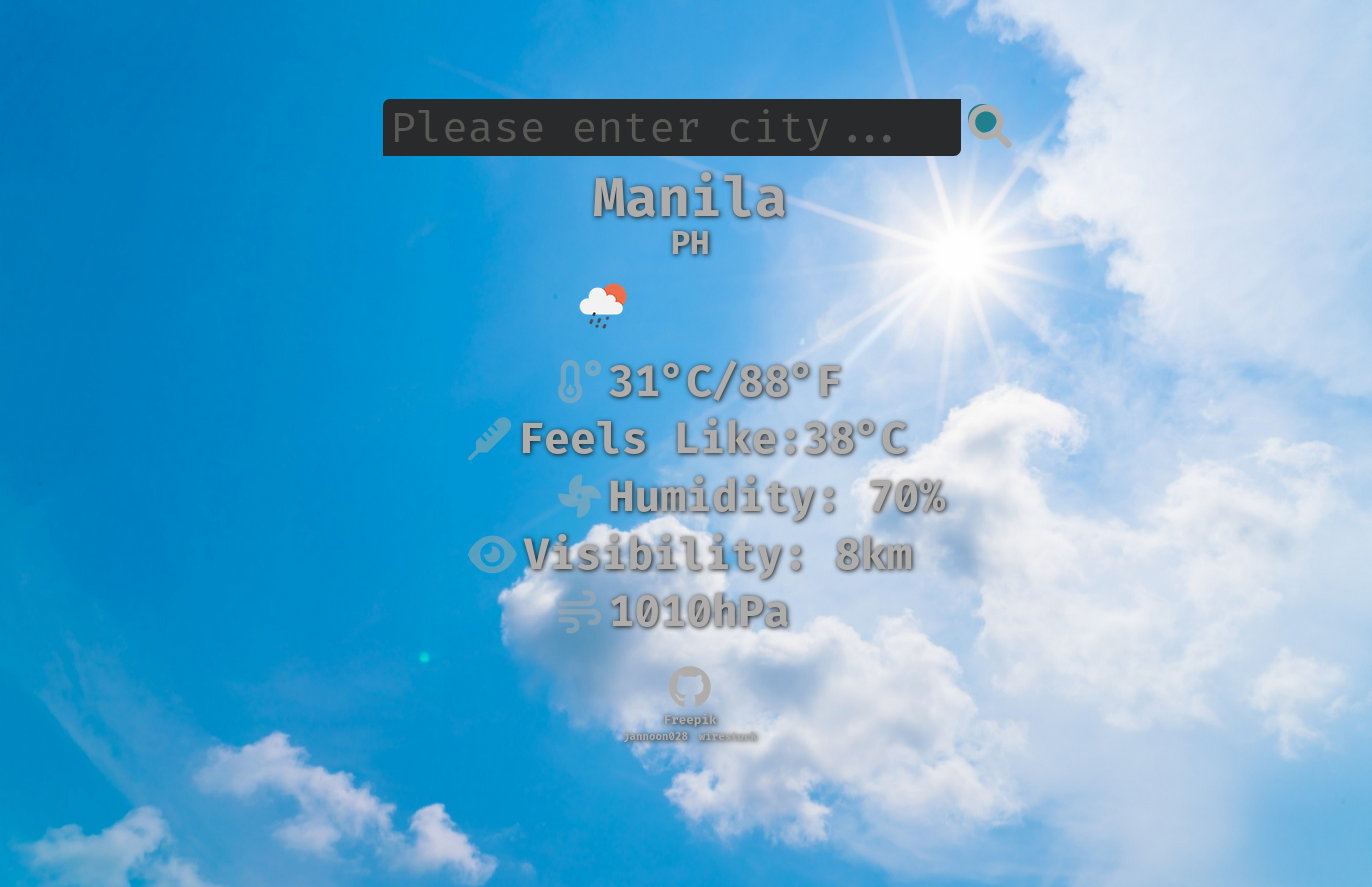 Please enter city...
Manila
PH
31°C/88°F
Feels Like:38°C
Humidity: 70%
Visibility: 8km
1010hPa
Freepik
jannoon028 wirestock